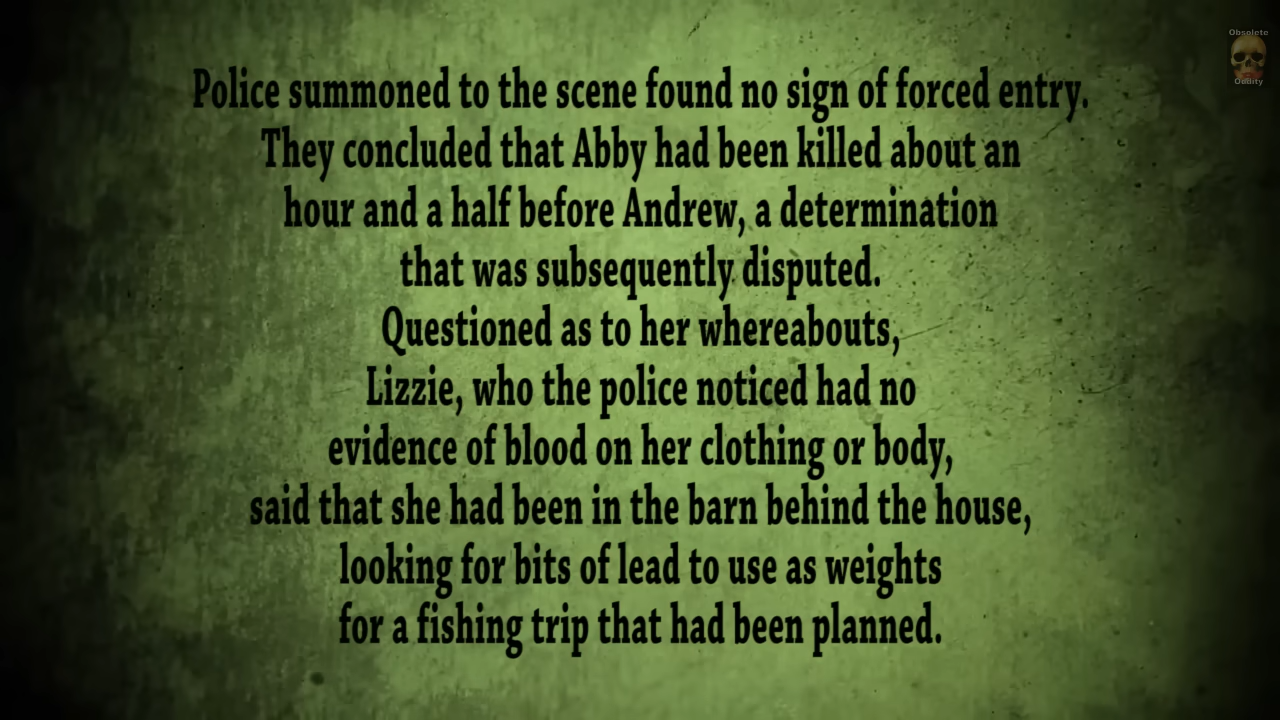 Obsolete
Oddity
Police summoned to the scene found no sign of forced entry.
They concluded that Abby had been killed about an
hour and a half before Andrew, a determination
that was subsequently disputed.
Questioned as to her whereabouts,
Lizzie, who the police noticed had no
evidence of blood on her clothing or body,
said that she had been in the barn behind the house,
looking for bits of lead to use as weights
for a fishing trip that had been planned.